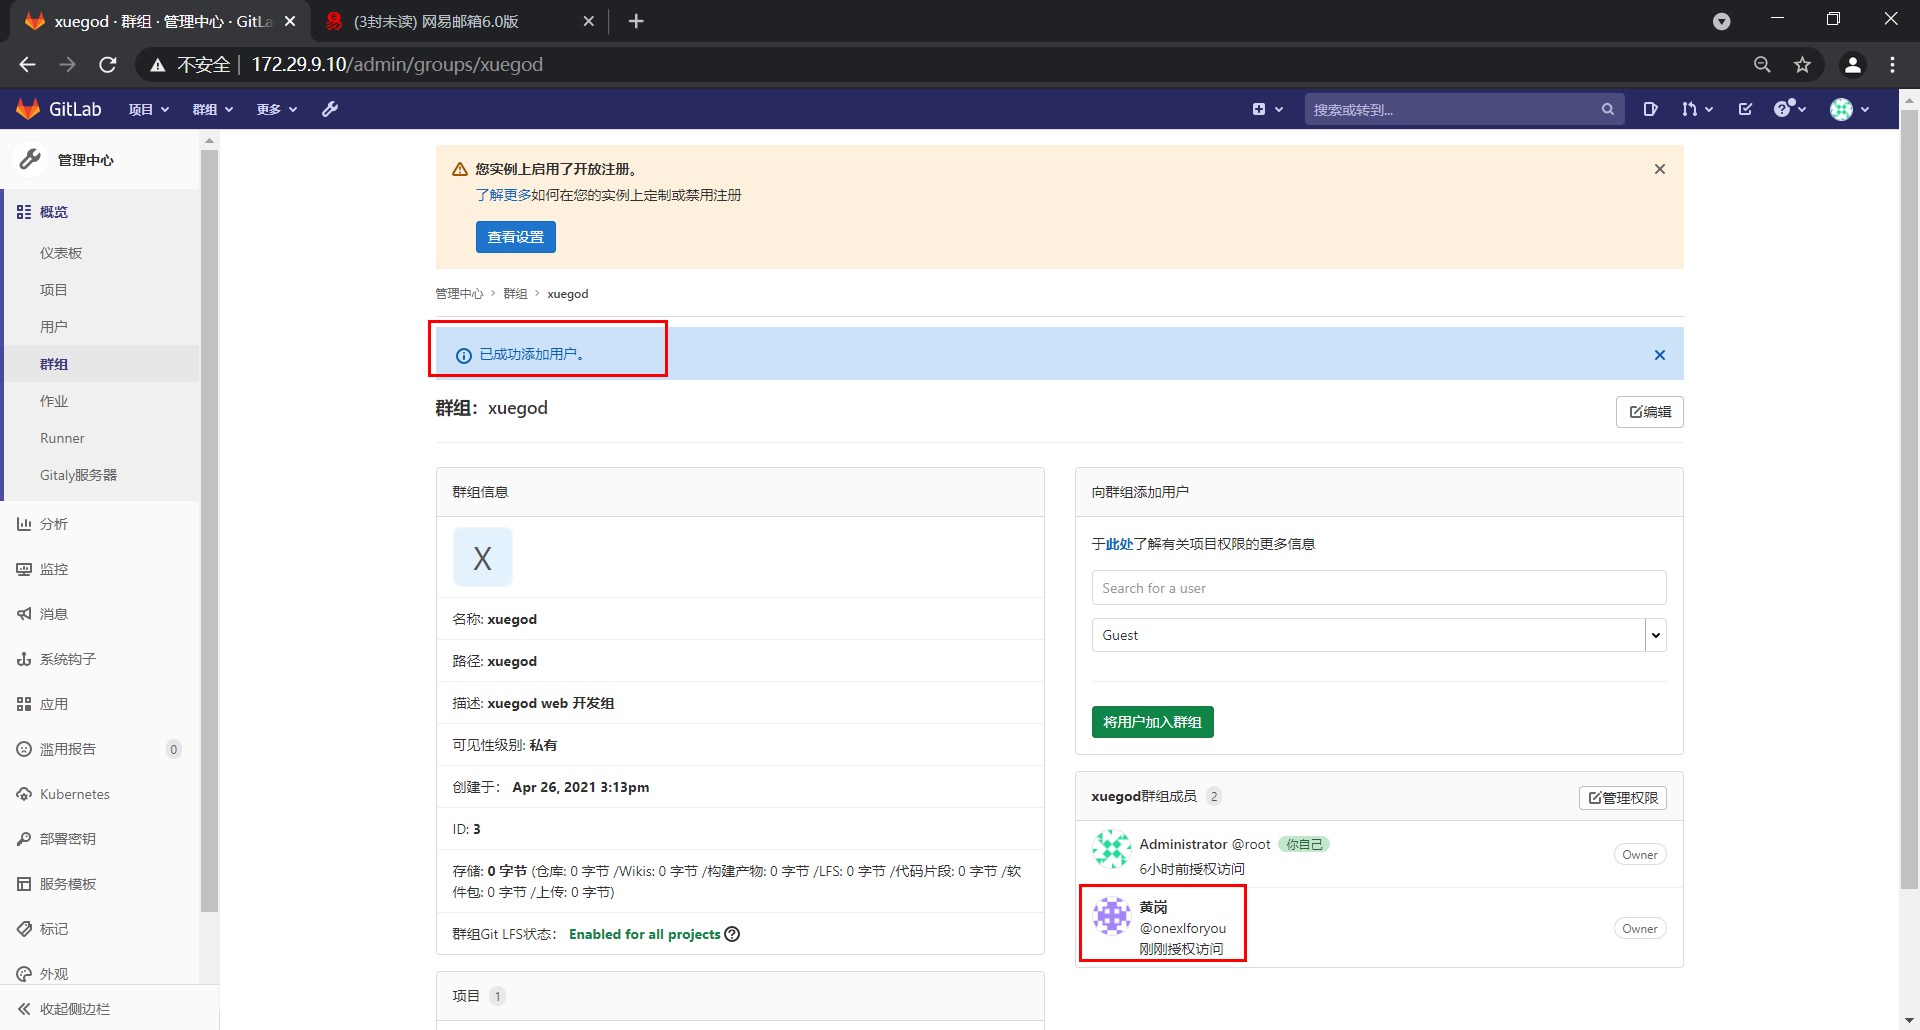 xuegod · 群组 · 管理中心 · GitLa
(3封未读) 网易邮箱6.0版
不安全 172.29.9.10/admin/groups/xuegod
GitLab 项目 群组 更多 搜索或转到...
管理中心
概览
仪表板
项目
用户
群组
作业
Runner
Gitaly服务器
分析
监控
消息
系统钩子
应用
滥用报告 0
Kubernetes
部署密钥
服务模板
标记
外观
收起侧边栏
您实例上启用了开放注册。
了解更多如何在您的实例上定制或禁用注册
查看设置
管理中心 › 群组 › xuegod
已成功添加用户。
群组：xuegod
编辑
群组信息
X
名称: xuegod
路径: xuegod
描述: xuegod web 开发组
可见性级别: 私有
创建于： Apr 26, 2021 3:13pm
ID: 3
存储: 0 字节 (仓库: 0 字节 /Wikis: 0 字节 /构建产物: 0 字节 /LFS: 0 字节 /代码片段: 0 字节 /软
件包: 0 字节 /上传: 0 字节)
群组Git LFS状态： Enabled for all projects
项目 1
向群组添加用户
于此处了解有关项目权限的更多信息
Search for a user
Guest
将用户加入群组
xuegod群组成员 2
管理权限
Administrator @root 你自己
6小时前授权访问
Owner
黄岗
@onexlforyou
刚刚授权访问
Owner